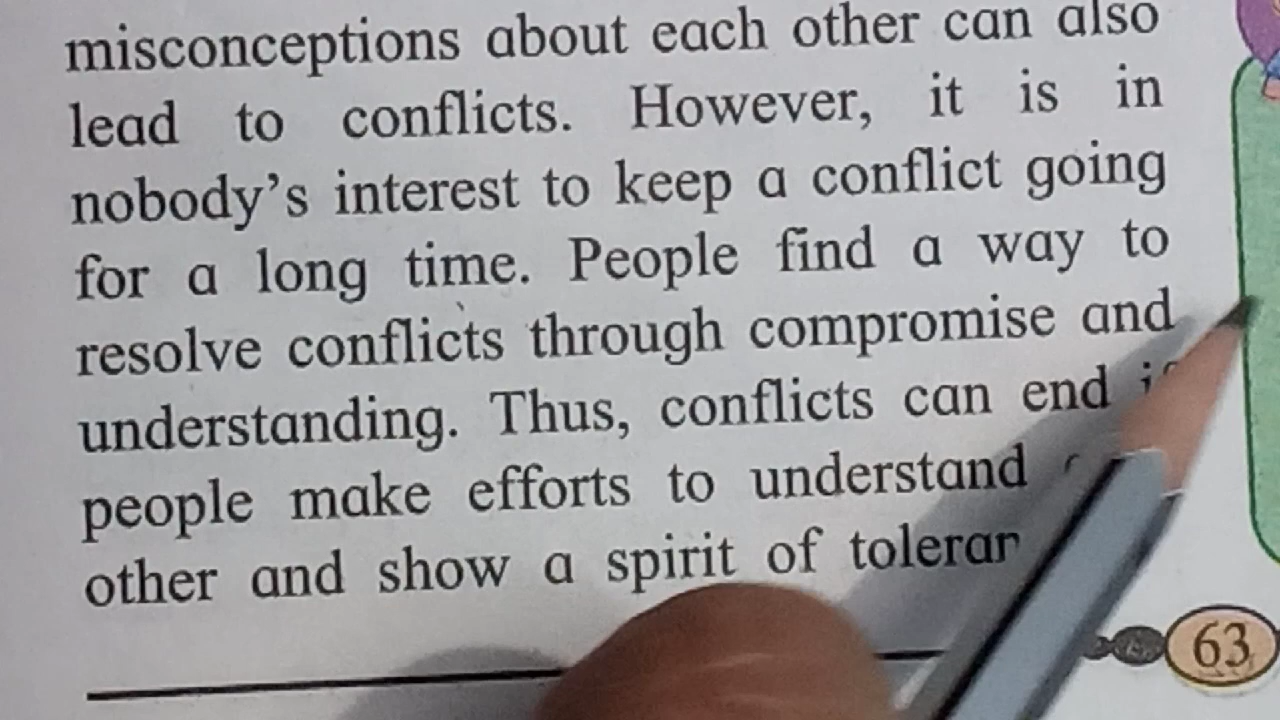 misconceptions about each other can also
lead to conflicts. However, it is in
nobody's interest to keep a conflict going
for a long time. People find a way to
resolve conflicts through compromise and
understanding. Thus, conflicts can end
people make efforts to understand
other and show a spirit of
63